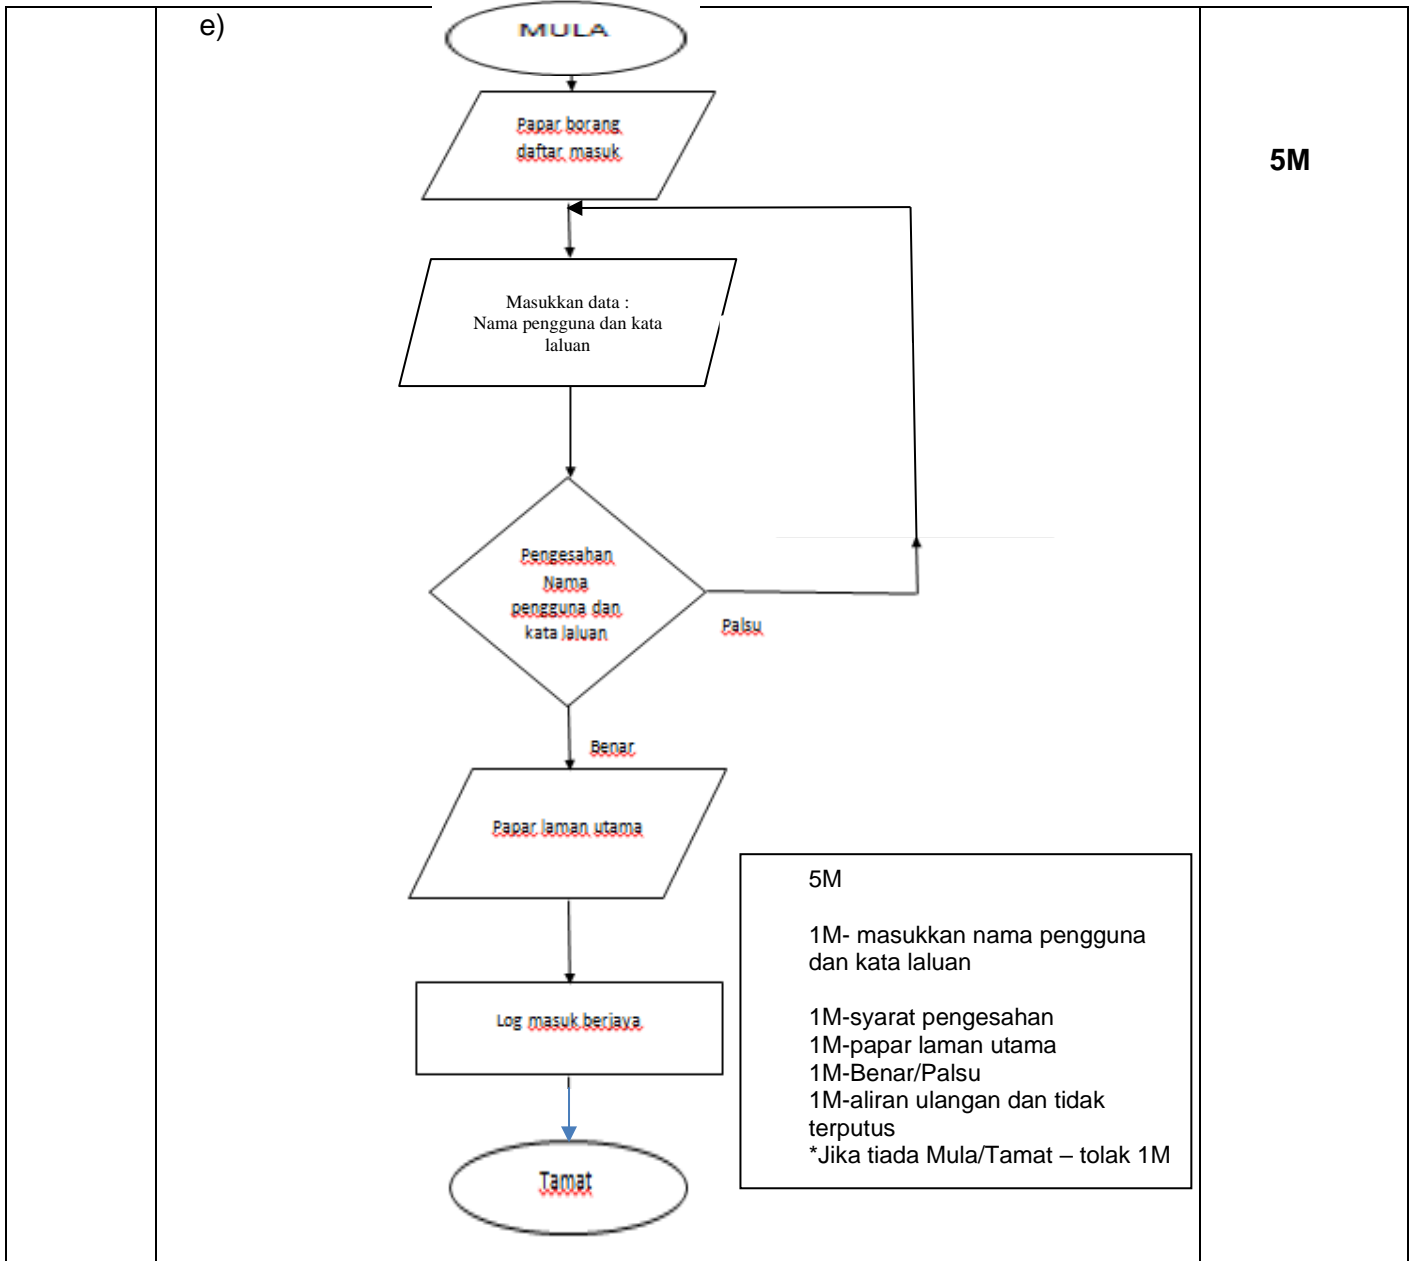 e)
MULA
Papar borang
daftar masuk
5M
Masukkan data :
Nama pengguna dan kata
laluan
Pengesahan
Nama
pengguna dan
kata laluan
Palsu
Benar
Papar laman utama
Log masuk berjaya
Tamat
5M
1M- masukkan nama pengguna
dan kata laluan
1M-syarat pengesahan
1M-papar laman utama
1M-Benar/Palsu
1M-aliran ulangan dan tidak
terputus
*Jika tiada Mula/Tamat – tolak 1M